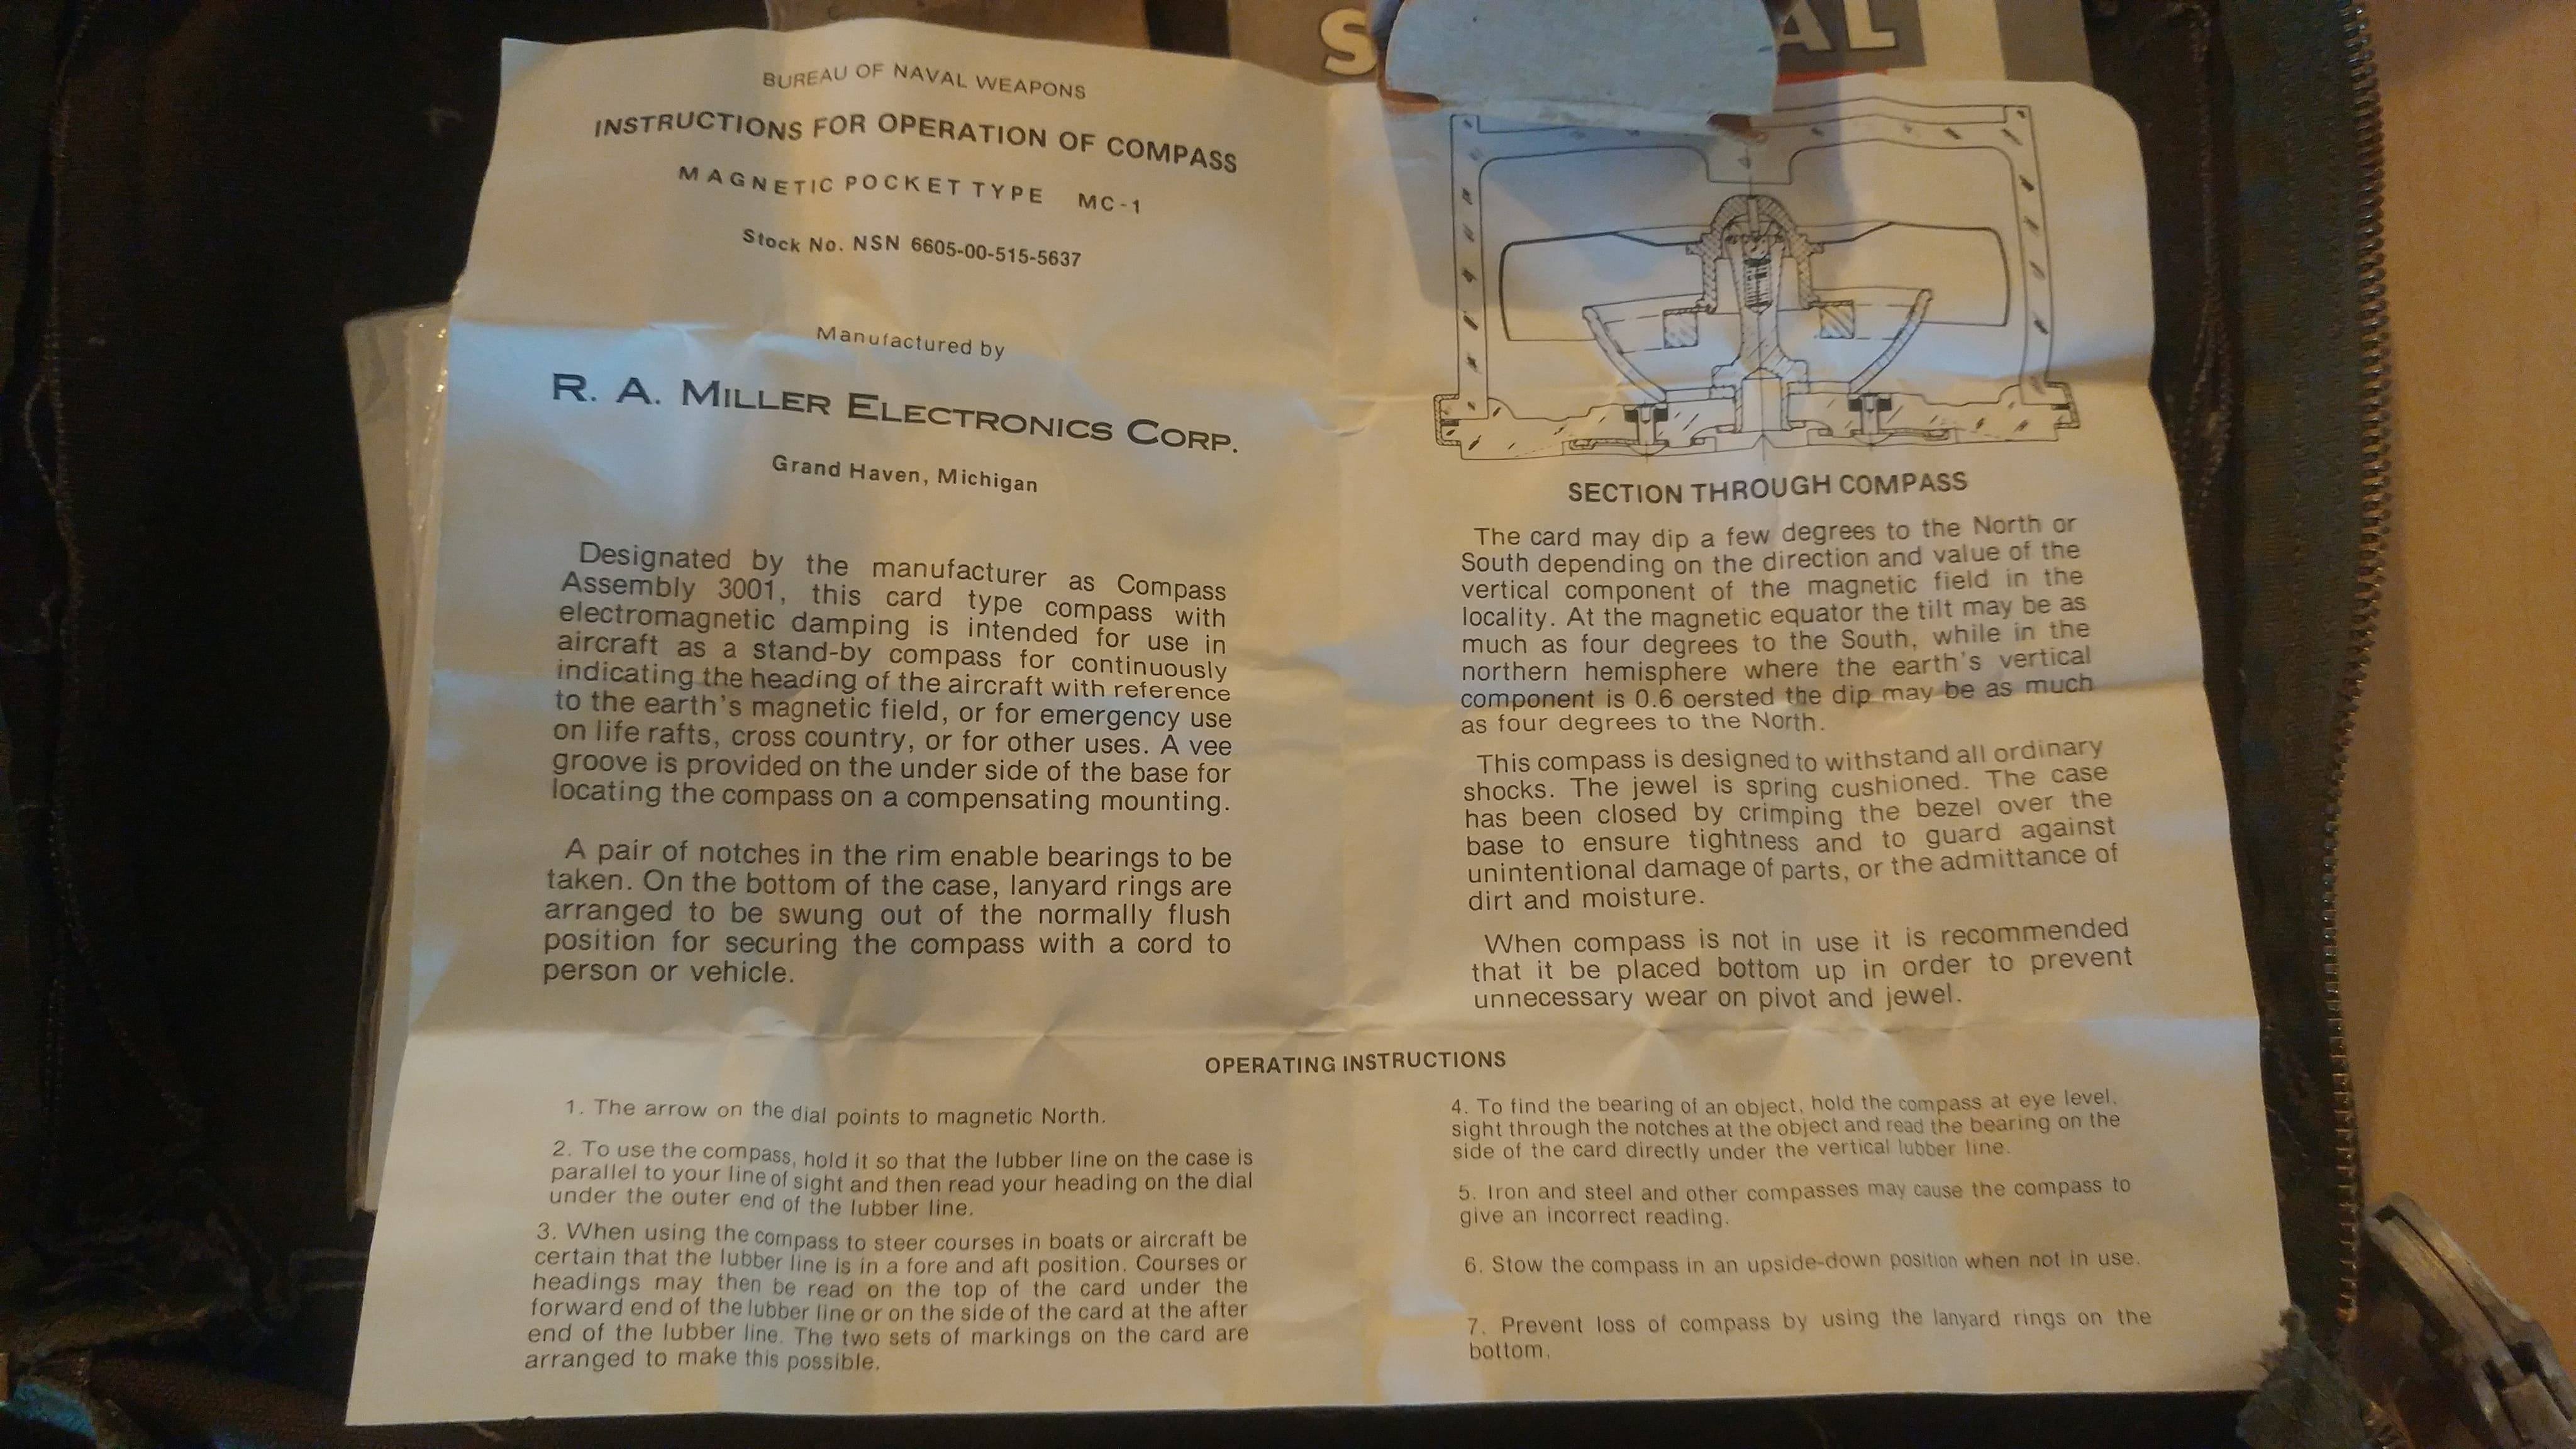 S AL
BUREAU OF NAVAL WEAPONS
INSTRUCTIONS FOR OPERATION OF COMPASS
MAGNETIC POCKET TYPE MC-1
Stock No. NSN 6605-00-515-5637
Manufactured by
R. A. MILLER ELECTRONICS CORP.
Grand Haven, Michigan
Designated by the manufacturer as Compass
Assembly 3001, this card type compass with
electromagnetic damping is intended for use in
aircraft as a stand-by compass for continuously
indicating the heading of the aircraft with reference
to the earth's magnetic field, or for emergency use
on life rafts, cross country, or for other uses. A vee
groove is provided on the under side of the base for
locating the compass on a compensating mounting.
A pair of notches in the rim enable bearings to be
taken. On the bottom of the case, lanyard rings are
arranged to be swung out of the normally flush
position for securing the compass with a cord to
person or vehicle.
SECTION THROUGH COMPASS
The card may dip a few degrees to the North or
South depending on the direction and value of the
vertical component of the magnetic field in the
locality. At the magnetic equator the tilt may be as
much as four degrees to the South, while in the
northern hemisphere where the earth's vertical
component is 0.6 oersted the dip may be as much
as four degrees to the North.
This compass is designed to withstand all ordinary
shocks. The jewel is spring cushioned. The case
has been closed by crimping the bezel over the
base to ensure tightness and to guard against
unintentional damage of parts, or the admittance of
dirt and moisture.
When compass is not in use it is recommended
that it be placed bottom up in order to prevent
unnecessary wear on pivot and jewel.
OPERATING INSTRUCTIONS
1. The arrow on the dial points to magnetic North.
2. To use the compass, hold it so that the lubber line on the case is
parallel to your line of sight and then read your heading on the dial
under the outer end of the lubber line.
3. When using the compass to steer courses in boats or aircraft be
certain that the lubber line is in a fore and aft position. Courses or
headings may then be read on the top of the card under the
forward end of the lubber line or on the side of the card at the after
end of the lubber line. The two sets of markings on the card are
arranged to make this possible.
4. To find the bearing of an object, hold the compass at eye level,
sight through the notches at the object and read the bearing on the
side of the card directly under the vertical lubber line.
5. Iron and steel and other compasses may cause the compass to
give an incorrect reading.
6. Stow the compass in an upside-down position when not in use.
7. Prevent loss of compass by using the lanyard rings on the
bottom.